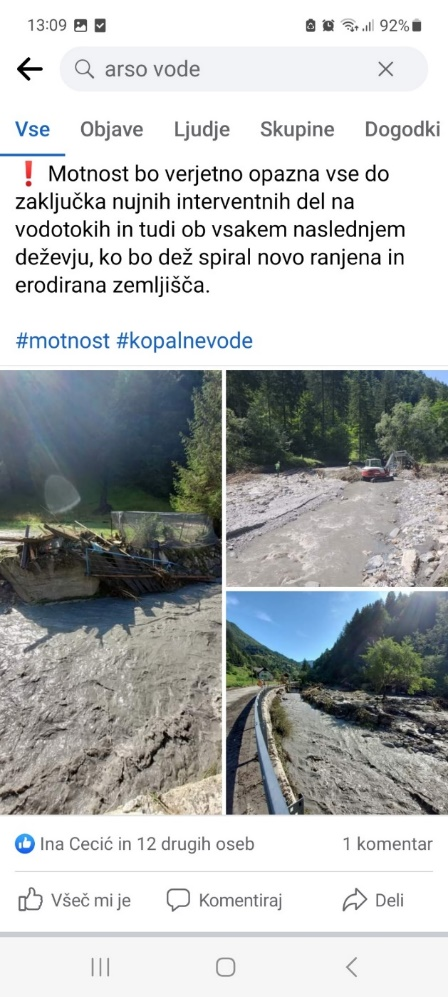 13:09
92%
arso vode
Vse Objave Ljudje Skupine Dogodki
❗ Motnost bo verjetno opazna vse do
zaključka nujnih interventnih del na
vodotokih in tudi ob vsakem naslednjem
deževju, ko bo dež spiral novo ranjena in
erodirana zemljišča.
#motnost #kopalnevode
Ina Cecić in 12 drugih oseb 1 komentar
Všeč mi je Komentiraj Deli